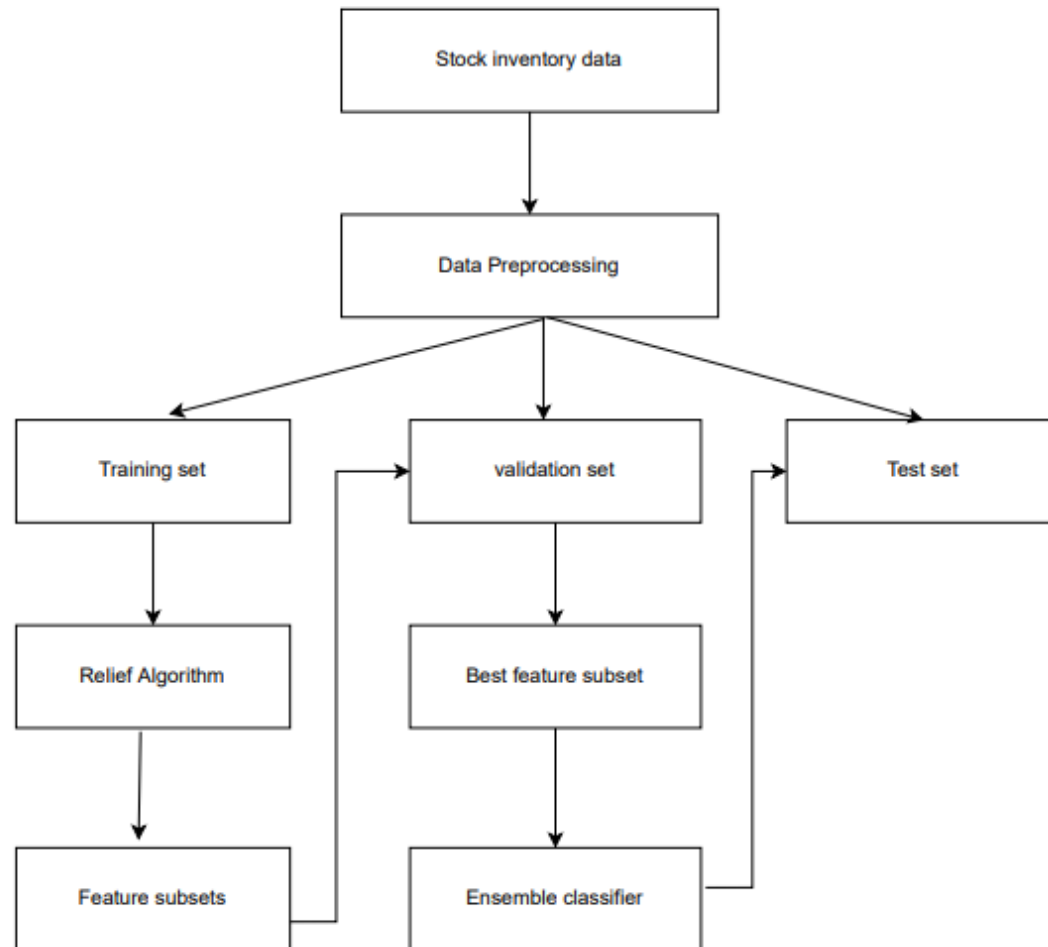 Stock inventory data
Data Preprocessing
Training set
validation set
Test set
Relief Algorithm
Best feature subset
Feature subsets
Ensemble classifier